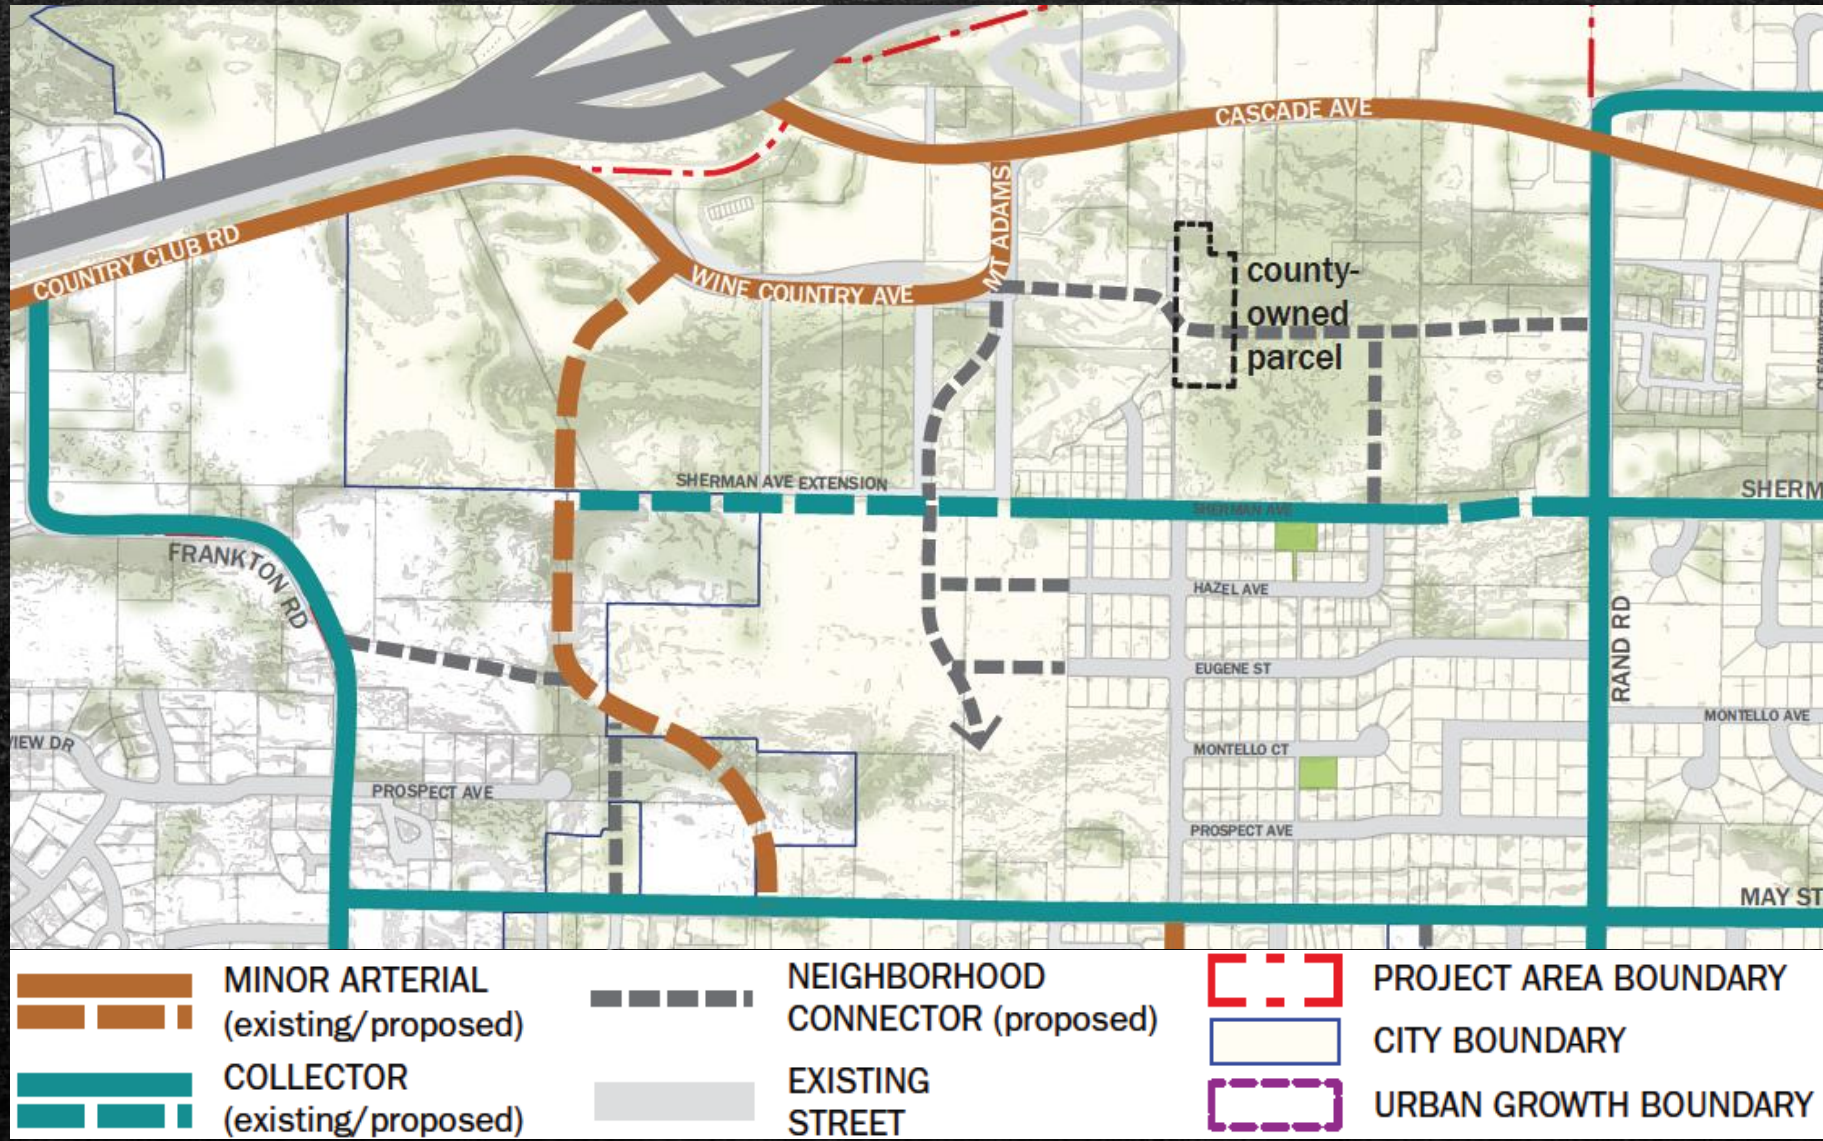 CASCADE AVE
COUNTRY CLUB RD
MT ADAMS
WINE COUNTRY AVE
county-
owned
parcel
SHERMAN AVE EXTENSION
SHERM
SHERMAN AVE
FRANKTON RD
HAZEL AVE
RAND RD
EUGENE ST
MONTELLO AVE
VIEW DR
MONTELLO CT
PROSPECT AVE
PROSPECT AVE
MAY ST
MINOR ARTERIAL
(existing/proposed)
COLLECTOR
(existing/proposed)
NEIGHBORHOOD
CONNECTOR (proposed)
EXISTING
STREET
PROJECT AREA BOUNDARY
CITY BOUNDARY
URBAN GROWTH BOUNDARY